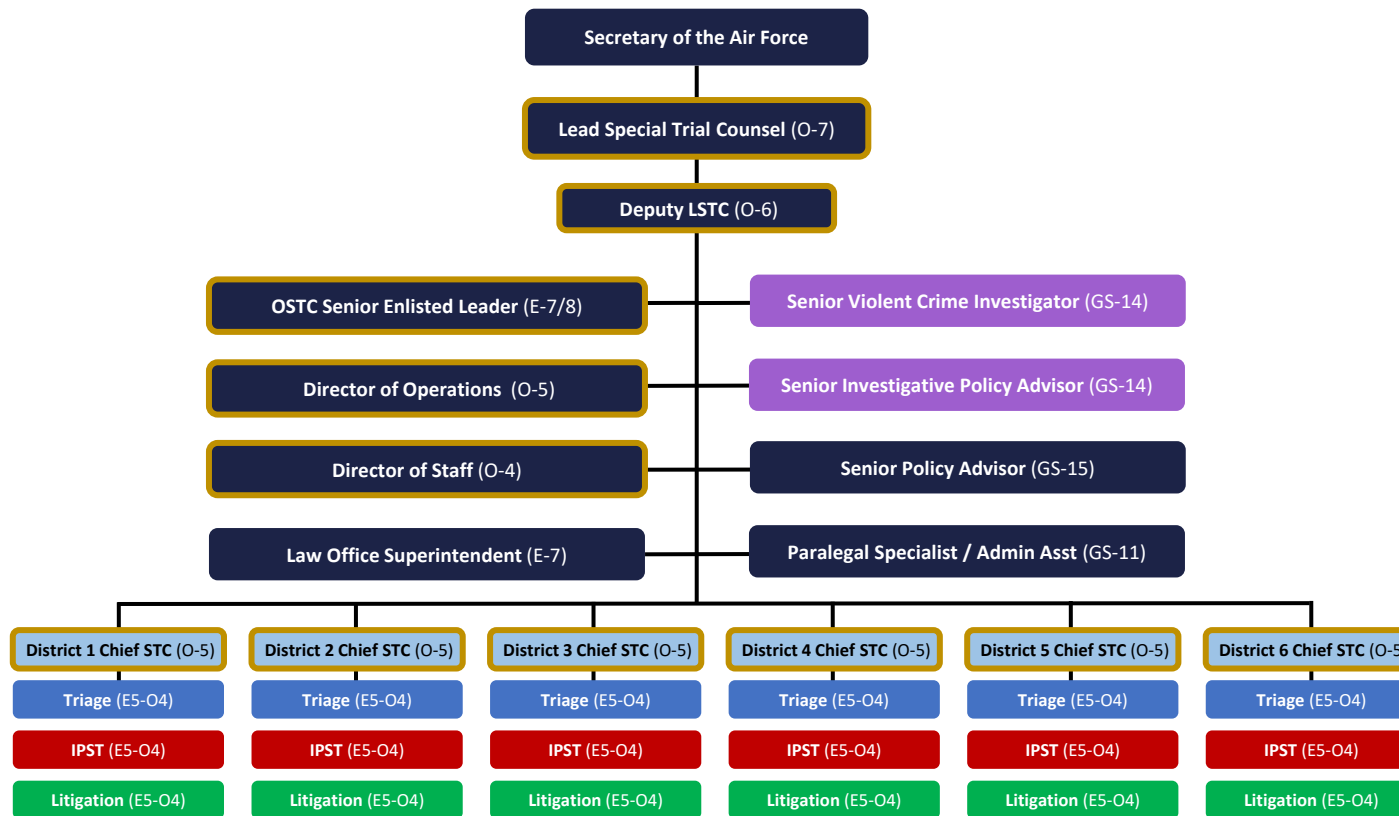 Secretary of the Air Force
Lead Special Trial Counsel (O-7)
Deputy LSTC (O-6)
OSTC Senior Enlisted Leader (E-7/8)
Senior Violent Crime Investigator (GS-14)
Director of Operations (O-5)
Senior Investigative Policy Advisor (GS-14)
Director of Staff (O-4)
Senior Policy Advisor (GS-15)
Law Office Superintendent (E-7)
Paralegal Specialist / Admin Asst (GS-11)
District 1 Chief STC (O-5)
District 2 Chief STC (O-5)
District 3 Chief STC (O-5)
District 4 Chief STC (O-5)
District 5 Chief STC (O-5)
District 6 Chief STC (O-5
Triage (E5-O4)
Triage (E5-O4)
Triage (E5-O4)
Triage (E5-O4)
Triage (E5-O4)
Triage (E5-O4)
IPST (E5-O4)
IPST (E5-O4)
IPST (E5-O4)
IPST (E5-O4)
IPST (E5-O4)
IPST (E5-O4)
Litigation (E5-O4)
Litigation (E5-O4)
Litigation (E5-O4)
Litigation (E5-O4)
Litigation (E5-O4)
Litigation (E5-O4)